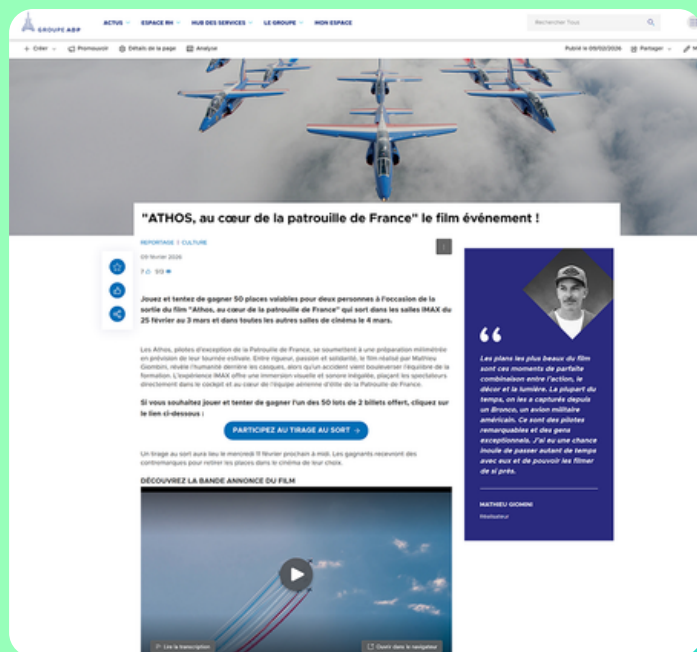 GROUPE ADP
ACTUS
ESPACE RH
HUB DES SERVICES
LE GROUPE
MON ESPACE
Rechercher Tous
Créer
Promouvoir
Détails de la page
Analyse
Publié le 09/02/2026
Partager
"ATHOS, au cœur de la patrouille de France" le film événement !
REPORTAGE | CULTURE
09 février 2026
Jouez et tentez de gagner 50 places valables pour deux personnes à l'occasion de la
sortie du film "Athos, au cœur de la patrouille de France" qui sort dans les salles IMAX du
25 février au 3 mars et dans toutes les autres salles de cinéma le 4 mars.
Les Athos, pilotes d'exception de la Patrouille de France, se soumettent à une préparation millimétrée
en prévision de leur tournée estivale. Entre rigueur, passion et solidarité, le film réalisé par Mathieu
Giombini, révèle l'humanité derrière les casques, alors qu'un accident vient bouleverser l'équilibre de la
formation. L'expérience IMAX offre une immersion visuelle et sonore inégalée, plaçant les spectateurs
directement dans le cockpit et au cœur de l'équipe aérienne d'élite de la Patrouille de France.
Si vous souhaitez jouer et tenter de gagner l'un des 50 lots de 2 billets offert, cliquez sur
le lien ci-dessous :
PARTICIPEZ AU TIRAGE AU SORT →
Un tirage au sort aura lieu le mercredi 11 février prochain à midi. Les gagnants recevront des
contremarques pour retirer les places dans le cinéma de leur choix.
DÉCOUVREZ LA BANDE ANNONCE DU FILM
Lire la transcription
Ouvrir dans le navigateur
“
Les plans les plus beaux du film
sont ces moments de parfaite
combinaison entre l'action, le
décor et la lumière. La plupart du
temps, on les a capturés depuis
un Bronco, un avion militaire
américain. Ce sont des pilotes
remarquables et des gens
exceptionnels. J'ai eu une chance
inouïe de passer autant de temps
avec eux et de pouvoir les filmer
de si près.
MATHIEU GIOMINI
Réalisateur